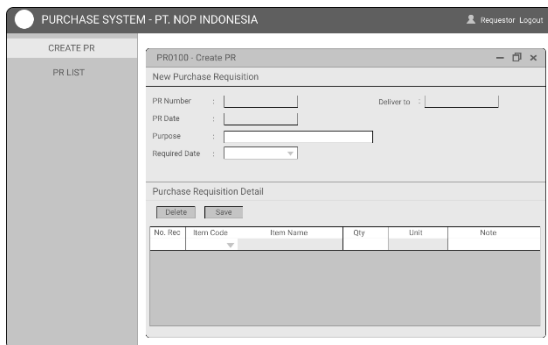 PURCHASE SYSTEM - PT. NOP INDONESIA
Requestor Logout
CREATE PR
PR LIST
PR0100 - Create PR
New Purchase Requisition
PR Number :
Deliver to :
PR Date :
Purpose :
Required Date :
Purchase Requisition Detail
Delete Save
No. Rec Item Code Item Name Qty Unit Note